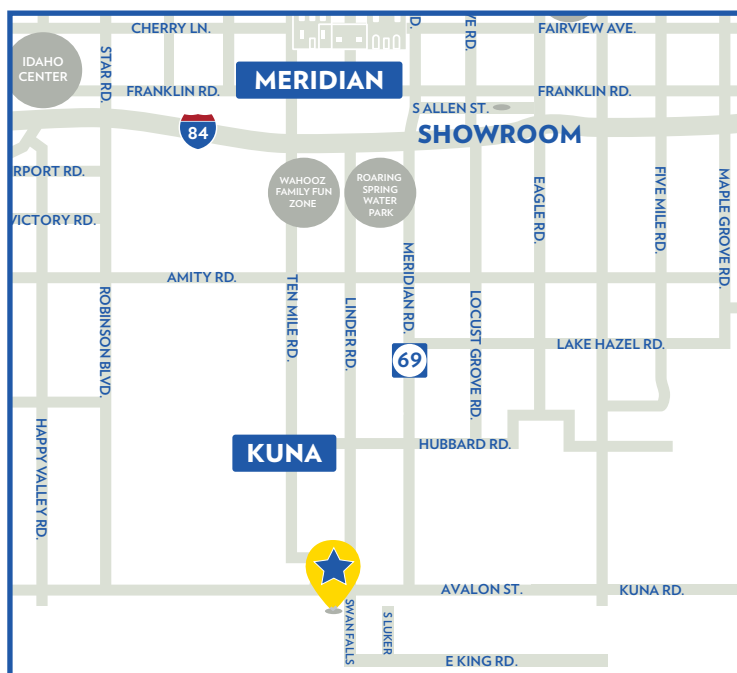 CHERRY LN.
D.
VE RD.
FAIRVIEW AVE.
IDAHO
CENTER
STAR RD.
MERIDIAN
FRANKLIN RD.
FRANKLIN RD.
S ALLEN ST.
84
SHOWROOM
RPORT RD.
WAHOOZ
FAMILY FUN
ZONE
ROARING
SPRING
WATER
PARK
EAGLE RD.
FIVE MILE RD.
MAPLE GROVE RD.
VICTORY RD.
MERIDIAN RD.
AMITY RD.
TEN MILE RD.
LINDER RD.
LOCUST GROVE RD.
ROBINSON BLVD.
LAKE HAZEL RD.
69
HAPPY VALLEY RD.
KUNA
HUBBARD RD.
AVALON ST.
KUNA RD.
SWAN FALLS
S LUKER
E KING RD.